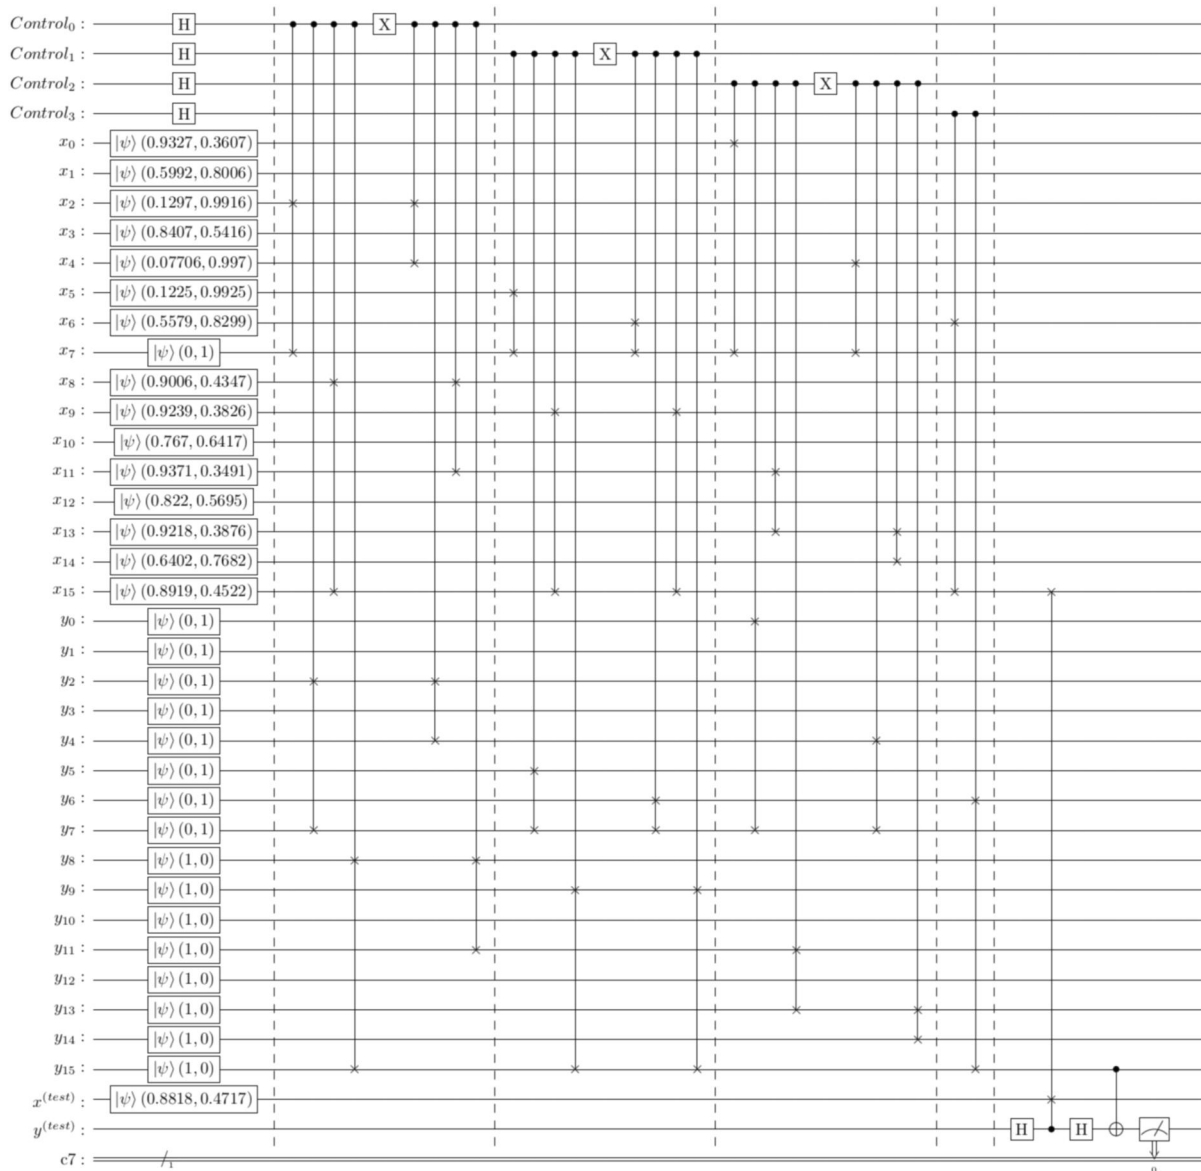 Control₀ : H X
Control₁ : H X
Control₂ : H X
Control₃ : H
x₀ : |ψ⟩ (0.9327, 0.3607)
x₁ : |ψ⟩ (0.5992, 0.8006)
x₂ : |ψ⟩ (0.1297, 0.9916)
x₃ : |ψ⟩ (0.8407, 0.5416)
x₄ : |ψ⟩ (0.07706, 0.997)
x₅ : |ψ⟩ (0.1225, 0.9925)
x₆ : |ψ⟩ (0.5579, 0.8299)
x₇ : |ψ⟩ (0, 1)
x₈ : |ψ⟩ (0.9006, 0.4347)
x₉ : |ψ⟩ (0.9239, 0.3826)
x₁₀ : |ψ⟩ (0.767, 0.6417)
x₁₁ : |ψ⟩ (0.9371, 0.3491)
x₁₂ : |ψ⟩ (0.822, 0.5695)
x₁₃ : |ψ⟩ (0.9218, 0.3876)
x₁₄ : |ψ⟩ (0.6402, 0.7682)
x₁₅ : |ψ⟩ (0.8919, 0.4522)
y₀ : |ψ⟩ (0, 1)
y₁ : |ψ⟩ (0, 1)
y₂ : |ψ⟩ (0, 1)
y₃ : |ψ⟩ (0, 1)
y₄ : |ψ⟩ (0, 1)
y₅ : |ψ⟩ (0, 1)
y₆ : |ψ⟩ (0, 1)
y₇ : |ψ⟩ (0, 1)
y₈ : |ψ⟩ (1, 0)
y₉ : |ψ⟩ (1, 0)
y₁₀ : |ψ⟩ (1, 0)
y₁₁ : |ψ⟩ (1, 0)
y₁₂ : |ψ⟩ (1, 0)
y₁₃ : |ψ⟩ (1, 0)
y₁₄ : |ψ⟩ (1, 0)
y₁₅ : |ψ⟩ (1, 0)
x⁽ᵗᵉˢᵗ⁾ : |ψ⟩ (0.8818, 0.4717)
y⁽ᵗᵉˢᵗ⁾ : H H
c7 : /₁ 0